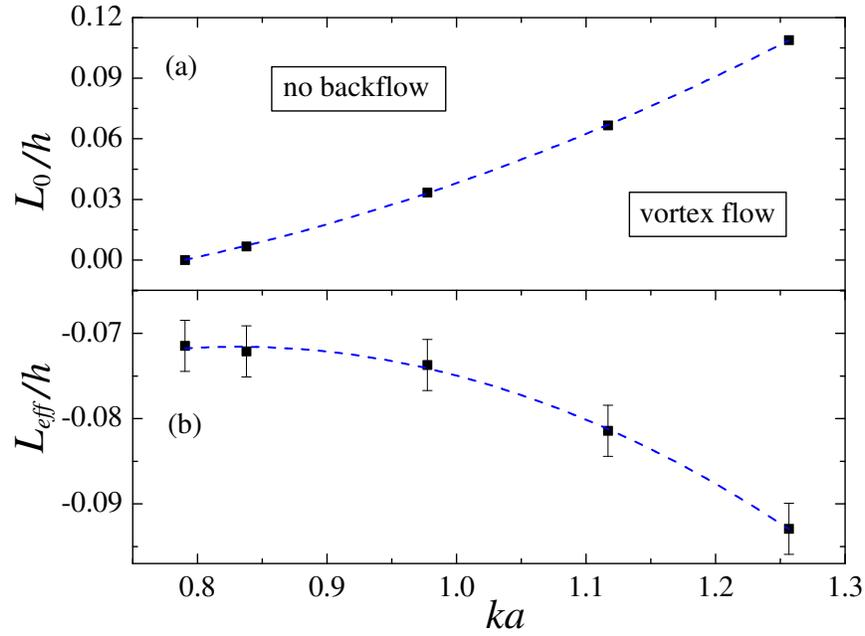 0.12
(a)
0.09
no backflow
0.06
L0/h
0.03
vortex flow
0.00
-0.07
Leff/h
-0.08
(b)
-0.09
0.8 0.9 1.0 1.1 1.2 1.3
ka